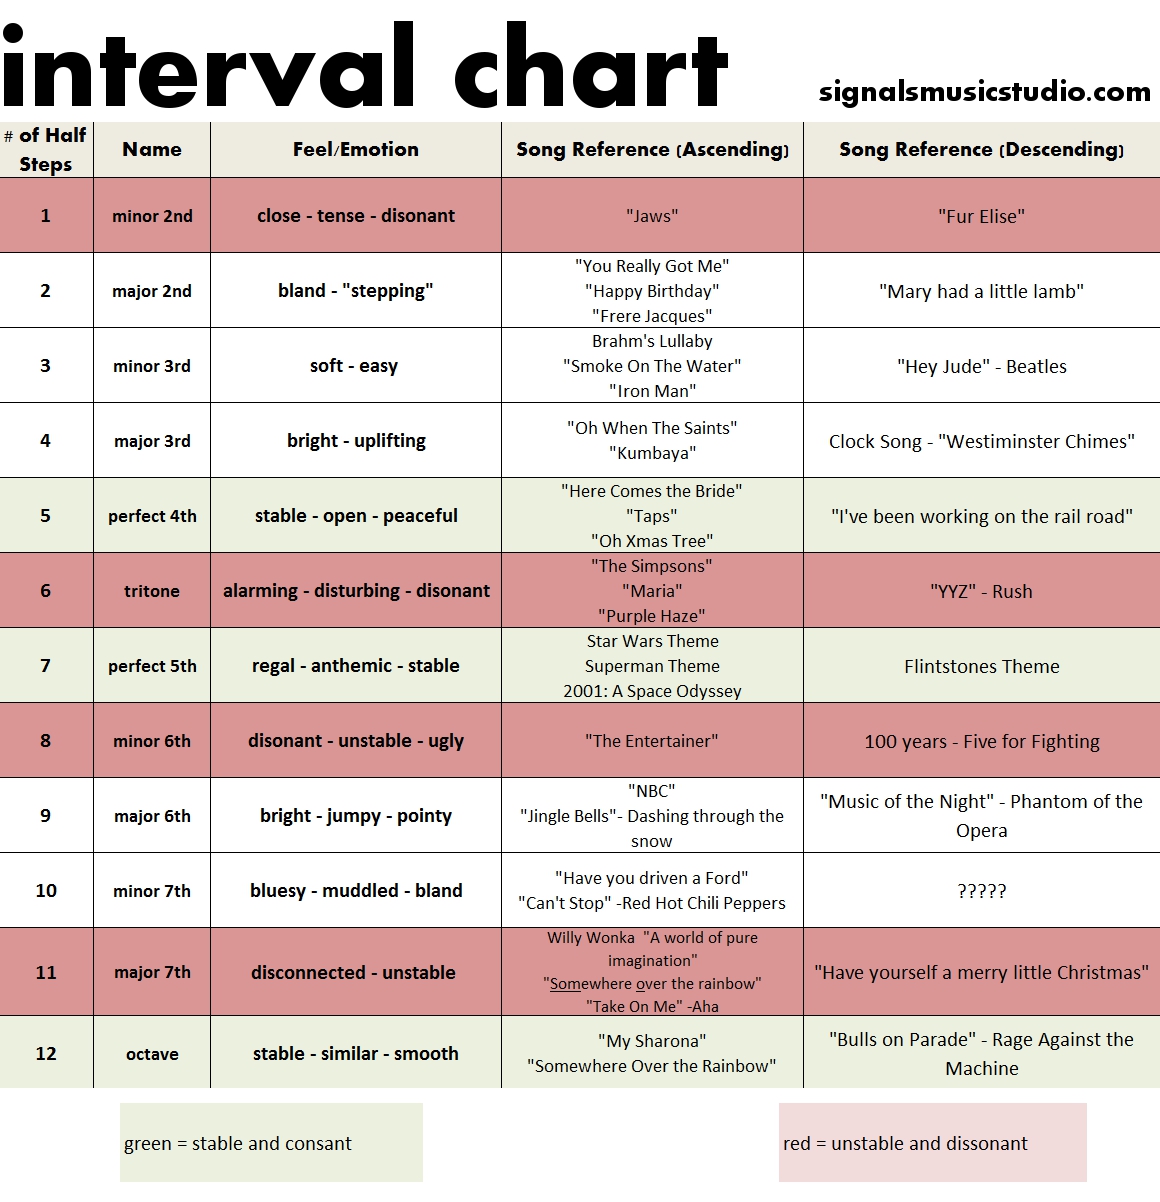 interval chart
signalsmusicstudio.com
# of Half
Steps
Name
Feel/Emotion
Song Reference (Ascending)
Song Reference (Descending)
1
minor 2nd
close - tense - disonant
"Jaws"
"Fur Elise"
2
major 2nd
bland - "stepping"
"You Really Got Me"
"Happy Birthday"
"Frere Jacques"
"Mary had a little lamb"
3
minor 3rd
soft - easy
Brahm's Lullaby
"Smoke On The Water"
"Iron Man"
"Hey Jude" - Beatles
4
major 3rd
bright - uplifting
"Oh When The Saints"
"Kumbaya"
Clock Song - "Westiminster Chimes"
5
perfect 4th
stable - open - peaceful
"Here Comes the Bride"
"Taps"
"Oh Xmas Tree"
"I've been working on the rail road"
6
tritone
alarming - disturbing - disonant
"The Simpsons"
"Maria"
"Purple Haze"
"YYZ" - Rush
7
perfect 5th
regal - anthemic - stable
Star Wars Theme
Superman Theme
2001: A Space Odyssey
Flintstones Theme
8
minor 6th
disonant - unstable - ugly
"The Entertainer"
100 years - Five for Fighting
9
major 6th
bright - jumpy - pointy
"NBC"
"Jingle Bells"- Dashing through the
snow
"Music of the Night" - Phantom of the
Opera
10
minor 7th
bluesy - muddled - bland
"Have you driven a Ford"
"Can't Stop" -Red Hot Chili Peppers
?????
11
major 7th
disconnected - unstable
Willy Wonka  "A world of pure
imagination"
"Somewhere over the rainbow"
"Take On Me" -Aha
"Have yourself a merry little Christmas"
12
octave
stable - similar - smooth
"My Sharona"
"Somewhere Over the Rainbow"
"Bulls on Parade" - Rage Against the
Machine
green = stable and consant
red = unstable and dissonant